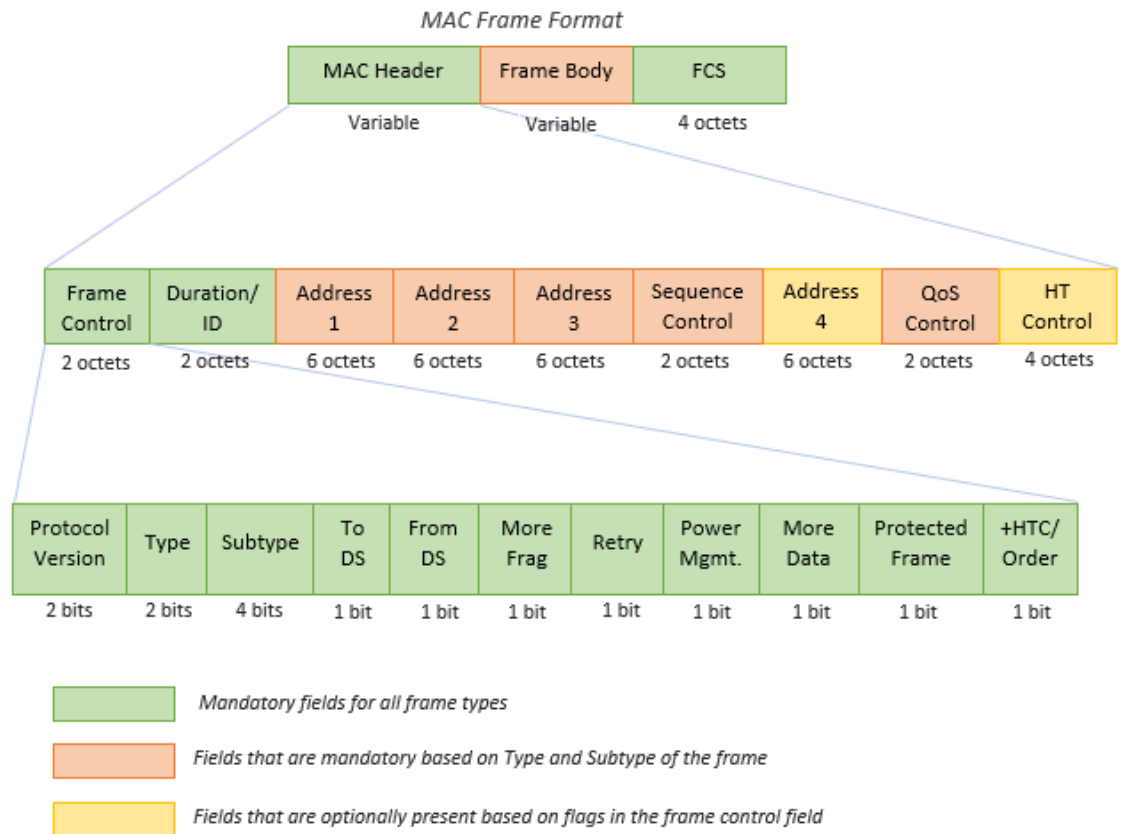 MAC Frame Format
MAC Header Frame Body FCS
Variable Variable 4 octets
Frame Control
Duration/ ID
Address 1
Address 2
Address 3
Sequence Control
Address 4
QoS Control
HT Control
2 octets 2 octets 6 octets 6 octets 6 octets 2 octets 6 octets 2 octets 4 octets
Protocol Version
Type
Subtype
To DS
From DS
More Frag
Retry
Power Mgmt.
More Data
Protected Frame
+HTC/ Order
2 bits 2 bits 4 bits 1 bit 1 bit 1 bit 1 bit 1 bit 1 bit 1 bit 1 bit
Mandatory fields for all frame types
Fields that are mandatory based on Type and Subtype of the frame
Fields that are optionally present based on flags in the frame control field